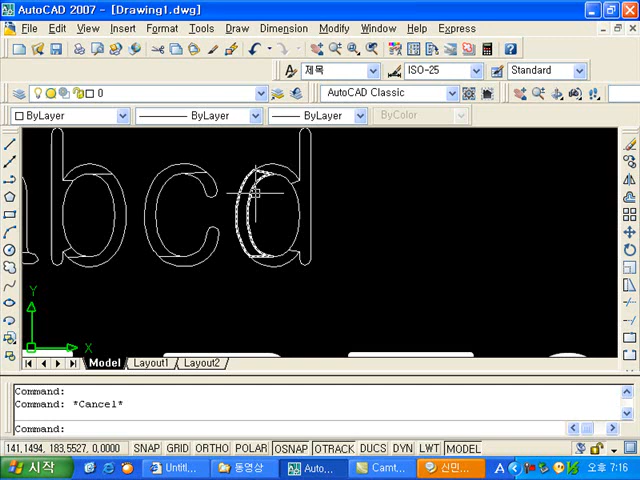 AutoCAD 2007 - [Drawing1.dwg]
File Edit View Insert Format Tools Draw Dimension Modify Window Help Express
제목 ISO-25 Standard
0 AutoCAD Classic
ByLayer ByLayer ByLayer ByColor
bcd
Y
X
Model Layout1 Layout2
Command:
Command: *Cancel*
Command:
141,1494, 183,5527, 0,0000 SNAP GRID ORTHO POLAR OSNAP OTRACK DUCS DYN LWT MODEL
시작 Untitl... 동영상 Auto... Camt... 신민... A 오후 7:16